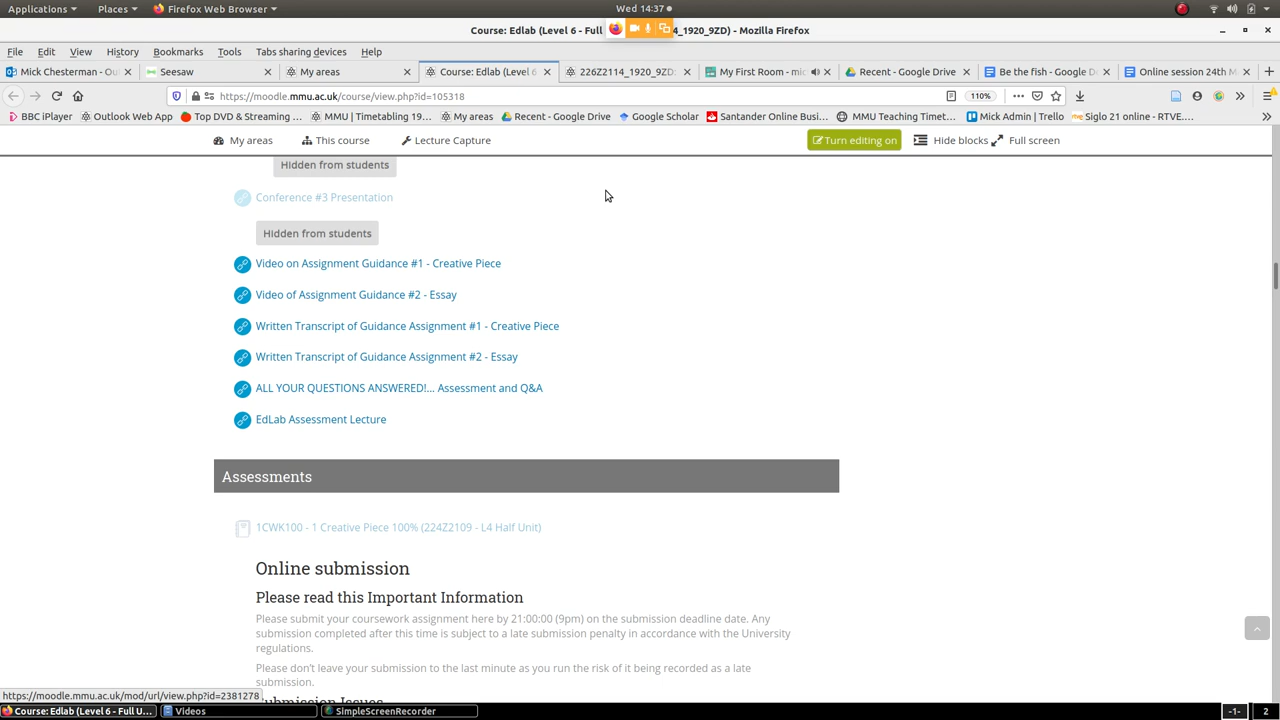 Applications
Places
Firefox Web Browser
Wed 14:37
Course: Edlab (Level 6 - Full
4_1920_9ZD) - Mozilla Firefox
File Edit View History Bookmarks Tools Tabs sharing devices Help
Mick Chesterman - Out
Seesaw
My areas
Course: Edlab (Level 6
226Z2114_1920_9ZD:
My First Room - mic
Recent - Google Drive
Be the fish - Google D
Online session 24th M
https://moodle.mmu.ac.uk/course/view.php?id=105318
110%
BBC iPlayer
Outlook Web App
Top DVD & Streaming ...
MMU | Timetabling 19...
My areas
Recent - Google Drive
Google Scholar
Santander Online Busi...
MMU Teaching Timet...
Mick Admin | Trello
Siglo 21 online - RTVE....
My areas
This course
Lecture Capture
Turn editing on
Hide blocks
Full screen
Hidden from students
Conference #3 Presentation
Hidden from students
Video on Assignment Guidance #1 - Creative Piece
Video of Assignment Guidance #2 - Essay
Written Transcript of Guidance Assignment #1 - Creative Piece
Written Transcript of Guidance Assignment #2 - Essay
ALL YOUR QUESTIONS ANSWERED!... Assessment and Q&A
EdLab Assessment Lecture
Assessments
1CWK100 - 1 Creative Piece 100% (224Z2109 - L4 Half Unit)
Online submission
Please read this Important Information
Please submit your coursework assignment here by 21:00:00 (9pm) on the submission deadline date. Any
submission completed after this time is subject to a late submission penalty in accordance with the University
regulations.
Please don't leave your submission to the last minute as you run the risk of it being recorded as a late
submission.
Submission Issues
https://moodle.mmu.ac.uk/mod/url/view.php?id=2381278
Course: Edlab (Level 6 - Full U...
Videos
SimpleScreenRecorder
-1-
2